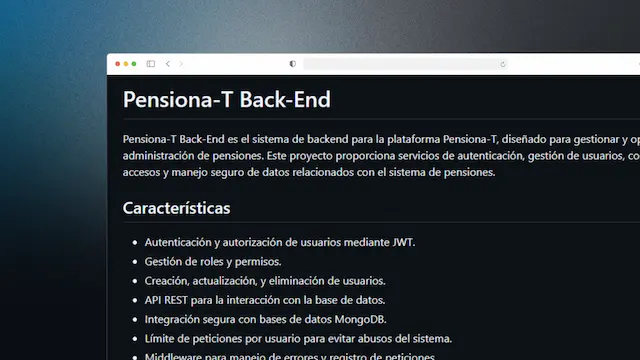 Pensiona-T Back-End
Pensiona-T Back-End es el sistema de backend para la plataforma Pensiona-T, diseñado para gestionar y
administración de pensiones. Este proyecto proporciona servicios de autenticación, gestión de usuarios,
accesos y manejo seguro de datos relacionados con el sistema de pensiones.
Características
• Autenticación y autorización de usuarios mediante JWT.
• Gestión de roles y permisos.
• Creación, actualización, y eliminación de usuarios.
• API REST para la interacción con la base de datos.
• Integración segura con bases de datos MongoDB.
• Límite de peticiones por usuario para evitar abusos del sistema.
• Middleware para manejo de errores y registro de peticiones